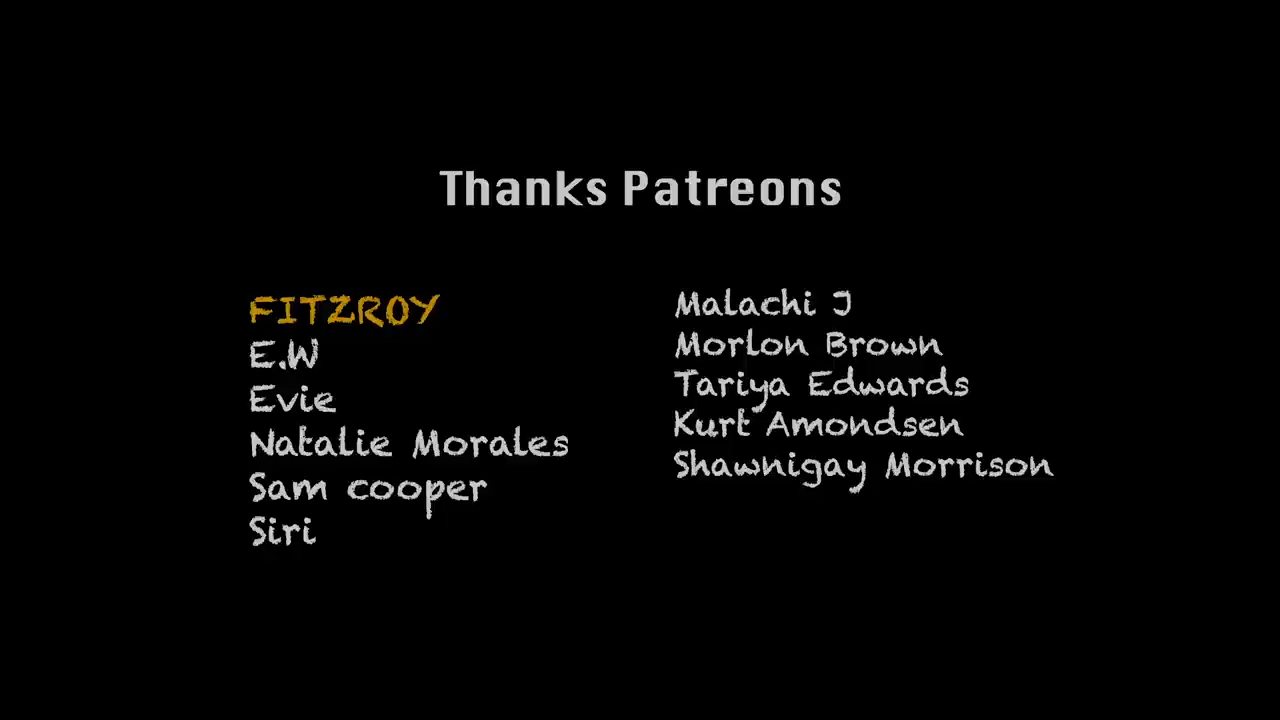 Thanks Patreons
FITZROY
E.W
Evie
Natalie Morales
Sam cooper
Siri
Malachi J
Morlon Brown
Tariya Edwards
Kurt Amondsen
Shawnigay Morrison